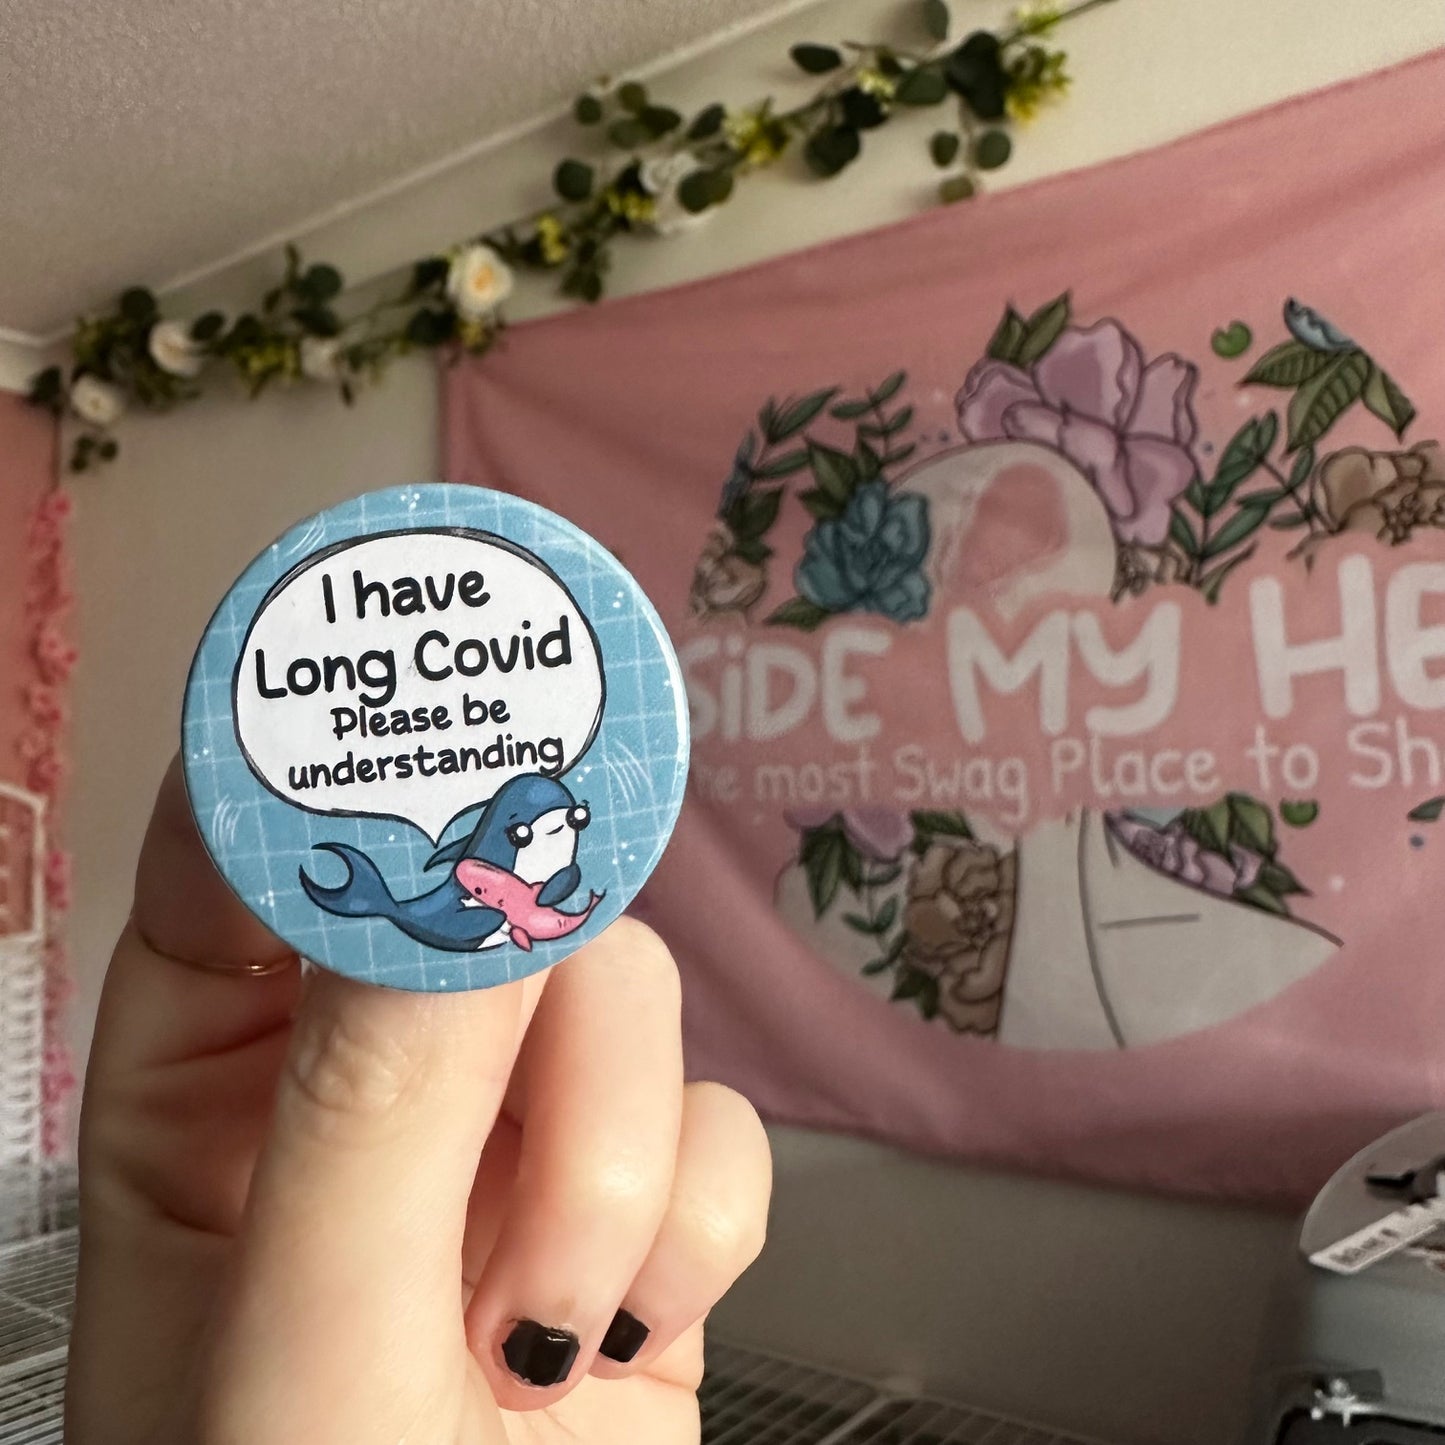 I have
Long Covid
Please be
understanding
SiDE MY HE
most Swag Place to Sh